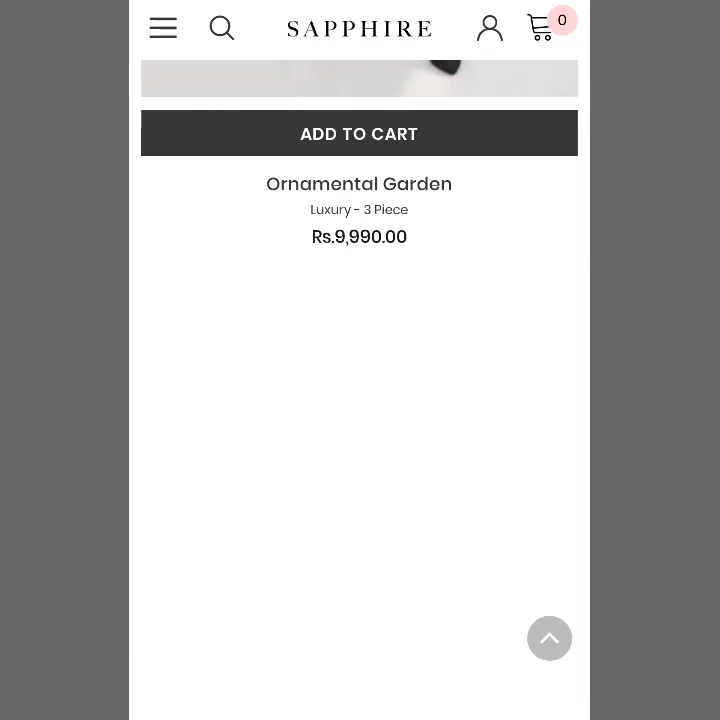 SAPPHIRE
0
ADD TO CART
Ornamental Garden
Luxury - 3 Piece
Rs.9,990.00